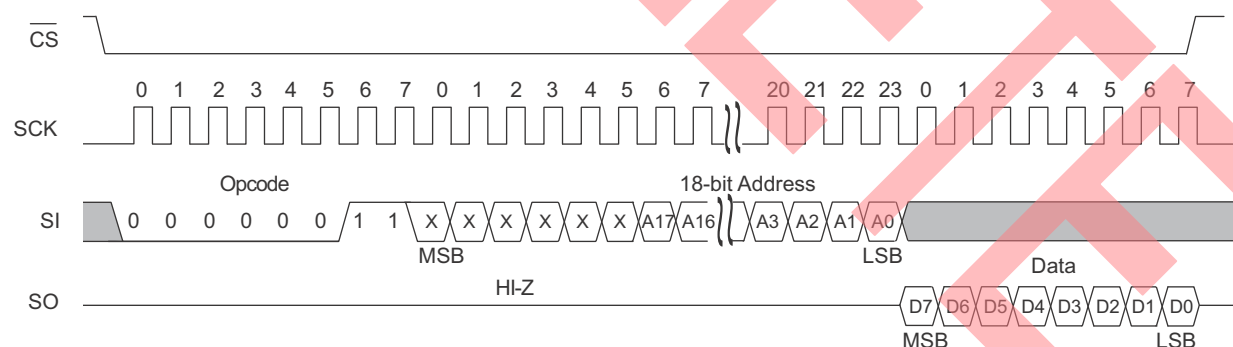 CS
0 1 2 3 4 5 6 7 0 1 2 3 4 5 6 7 20 21 22 23 0 1 2 3 4 5 6 7
SCK
Opcode 18-bit Address
SI 0 0 0 0 0 0 1 1 X X X X X X A17 A16 A3 A2 A1 A0
MSB LSB Data
HI-Z
SO D7 D6 D5 D4 D3 D2 D1 D0
MSB LSB